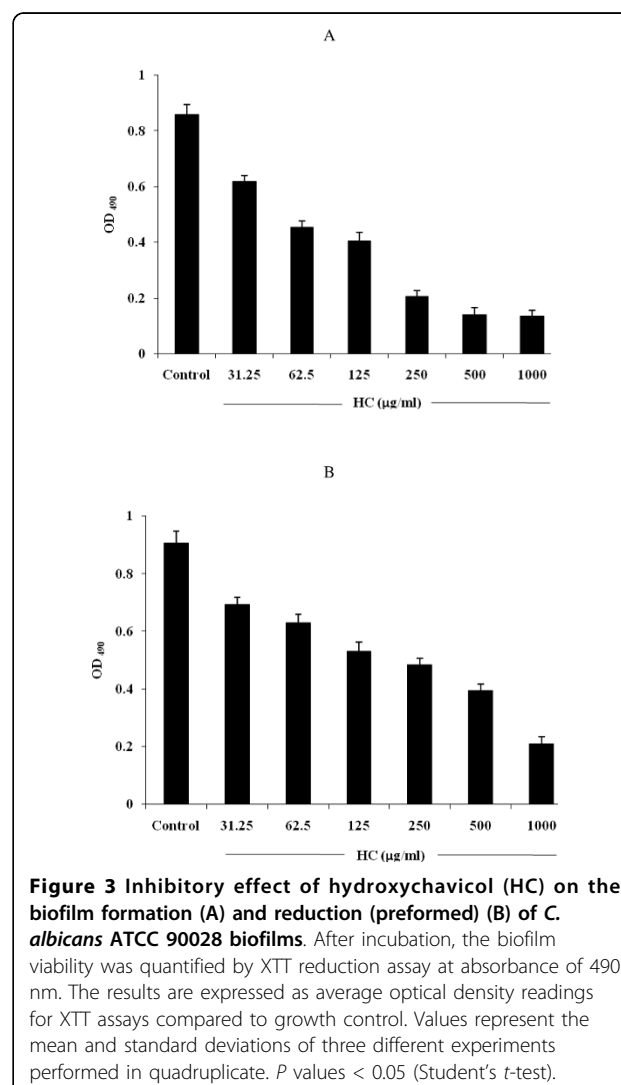 A
1
0.8
0.6
0.4
0.2
0
OD 490
Control 31.25 62.5 125 250 500 1000
HC (µg/ml)
B
1
0.8
0.6
0.4
0.2
0
OD 490
Control 31.25 62.5 125 250 500 1000
HC (µg/ml)
Figure 3 Inhibitory effect of hydroxychavicol (HC) on the
biofilm formation (A) and reduction (preformed) (B) of C.
albicans ATCC 90028 biofilms. After incubation, the biofilm
viability was quantified by XTT reduction assay at absorbance of 490
nm. The results are expressed as average optical density readings
for XTT assays compared to growth control. Values represent the
mean and standard deviations of three different experiments
performed in quadruplicate. P values < 0.05 (Student's t-test).